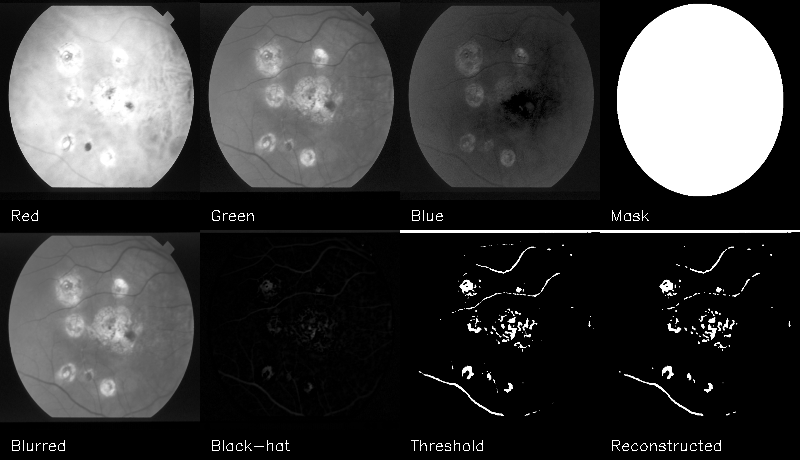 Red
Green
Blue
Mask
Blurred
Black-hat
Threshold
Reconstructed